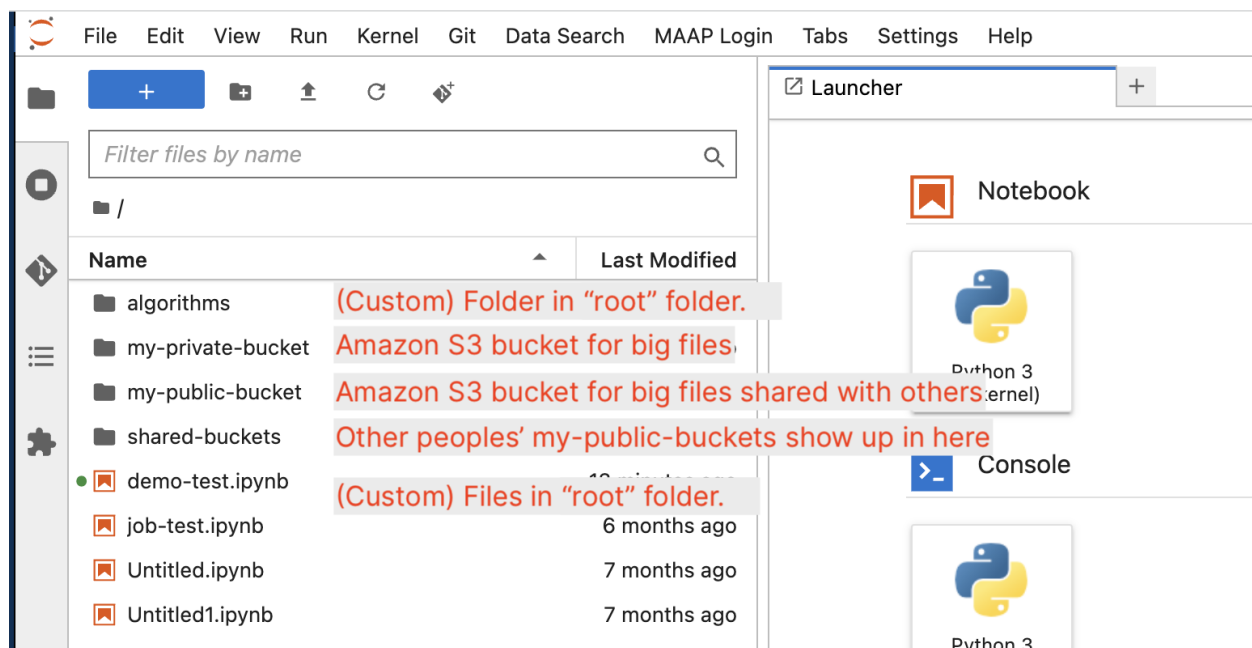 File Edit View Run Kernel Git Data Search MAAP Login Tabs Settings Help
Launcher
Filter files by name
/
Name Last Modified
algorithms (Custom) Folder in “root” folder.
my-private-bucket Amazon S3 bucket for big files
my-public-bucket Amazon S3 bucket for big files shared with others
shared-buckets Other peoples’ my-public-buckets show up in here
demo-test.ipynb
(Custom) Files in “root” folder.
job-test.ipynb 6 months ago
Untitled.ipynb 7 months ago
Untitled1.ipynb 7 months ago
Notebook
Python 3
Console
Python 3